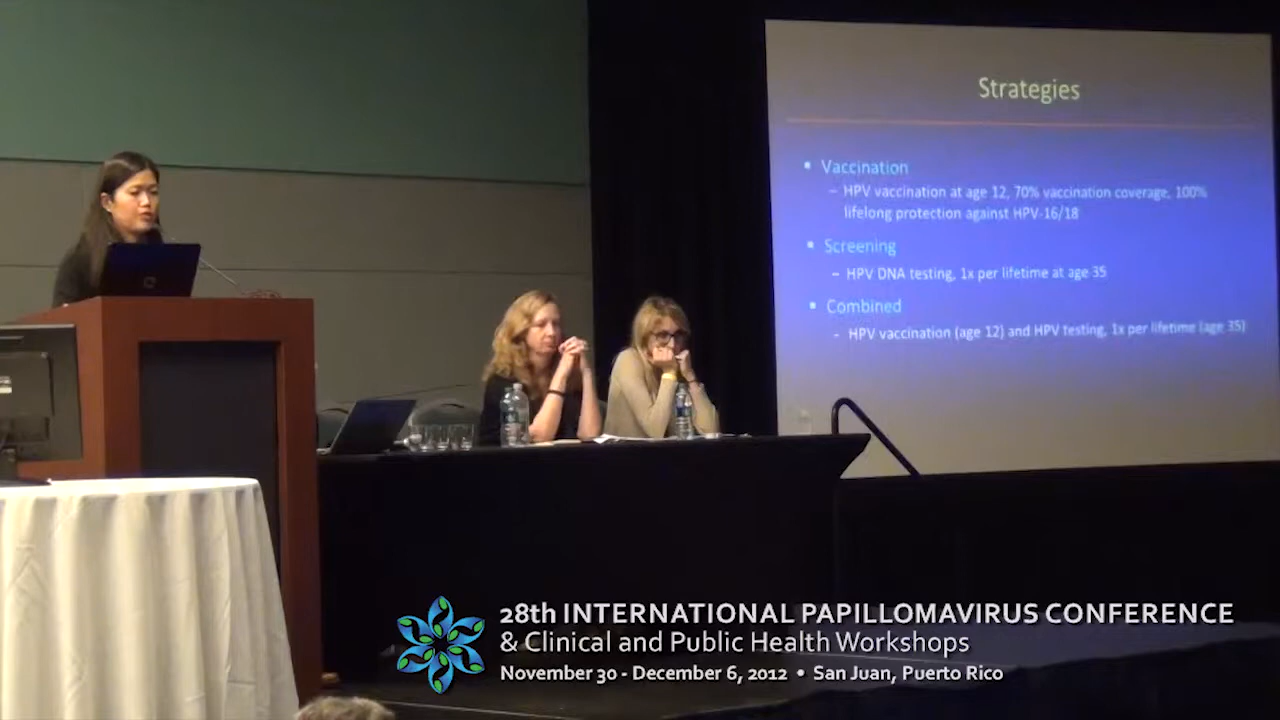 Strategies
▪ Vaccination
– HPV vaccination at age 12, 70% vaccination coverage, 100%
lifelong protection against HPV-16/18
▪ Screening
– HPV DNA testing, 1x per lifetime at age 35
▪ Combined
– HPV vaccination (age 12) and HPV testing, 1x per lifetime (age 35)
28th INTERNATIONAL PAPILLOMAVIRUS CONFERENCE
& Clinical and Public Health Workshops
November 30 - December 6, 2012 • San Juan, Puerto Rico